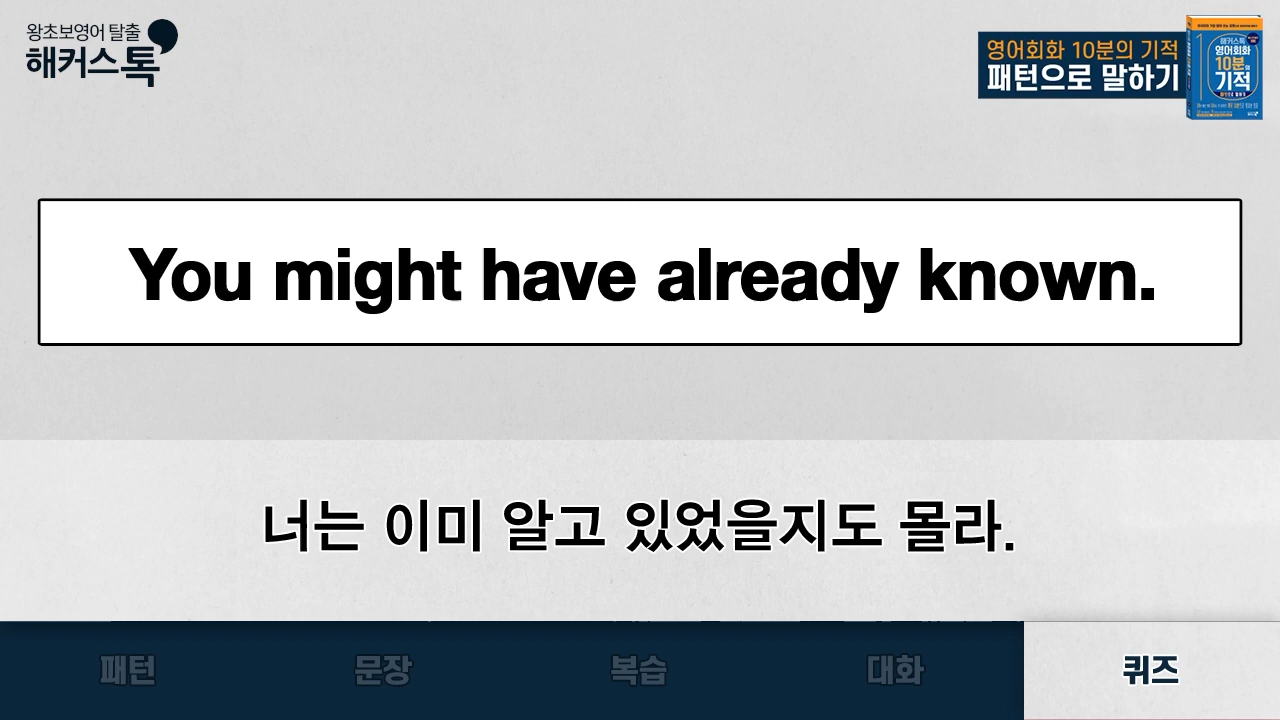 왕초보영어 탈출
해커스톡
영어회화 10분의 기적
패턴으로 말하기
해커스톡
영어회화
10분의
기적
You might have already known.
너는 이미 알고 있었을지도 몰라.
패턴
문장
복습
대화
퀴즈